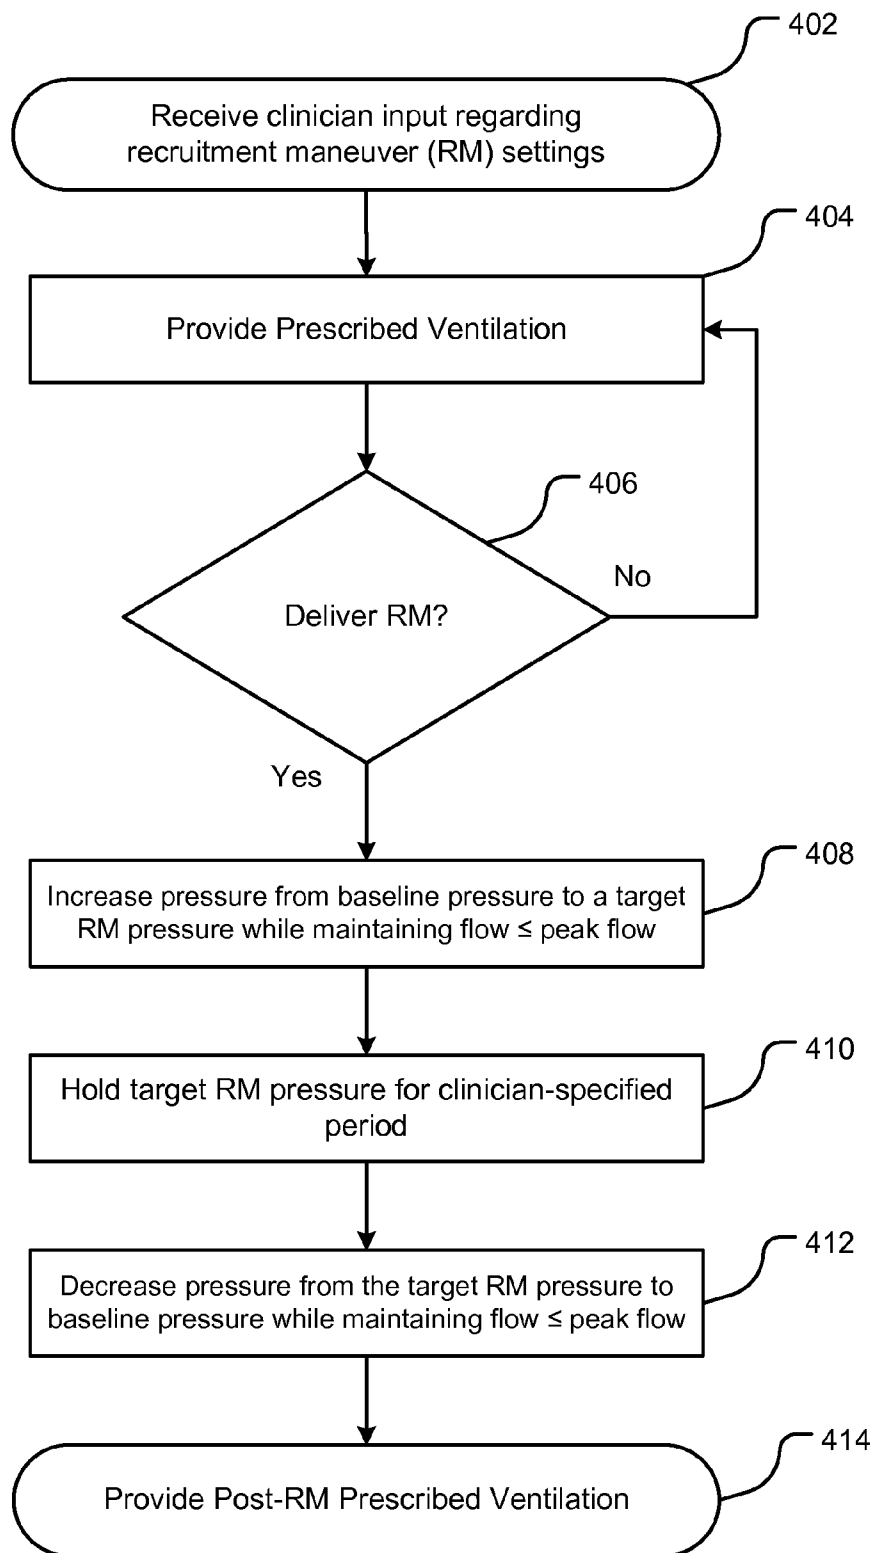 402
Receive clinician input regarding
recruitment maneuver (RM) settings
404
Provide Prescribed Ventilation
406
No
Deliver RM?
Yes
408
Increase pressure from baseline pressure to a target
RM pressure while maintaining flow ≤ peak flow
410
Hold target RM pressure for clinician-specified
period
412
Decrease pressure from the target RM pressure to
baseline pressure while maintaining flow ≤ peak flow
414
Provide Post-RM Prescribed Ventilation